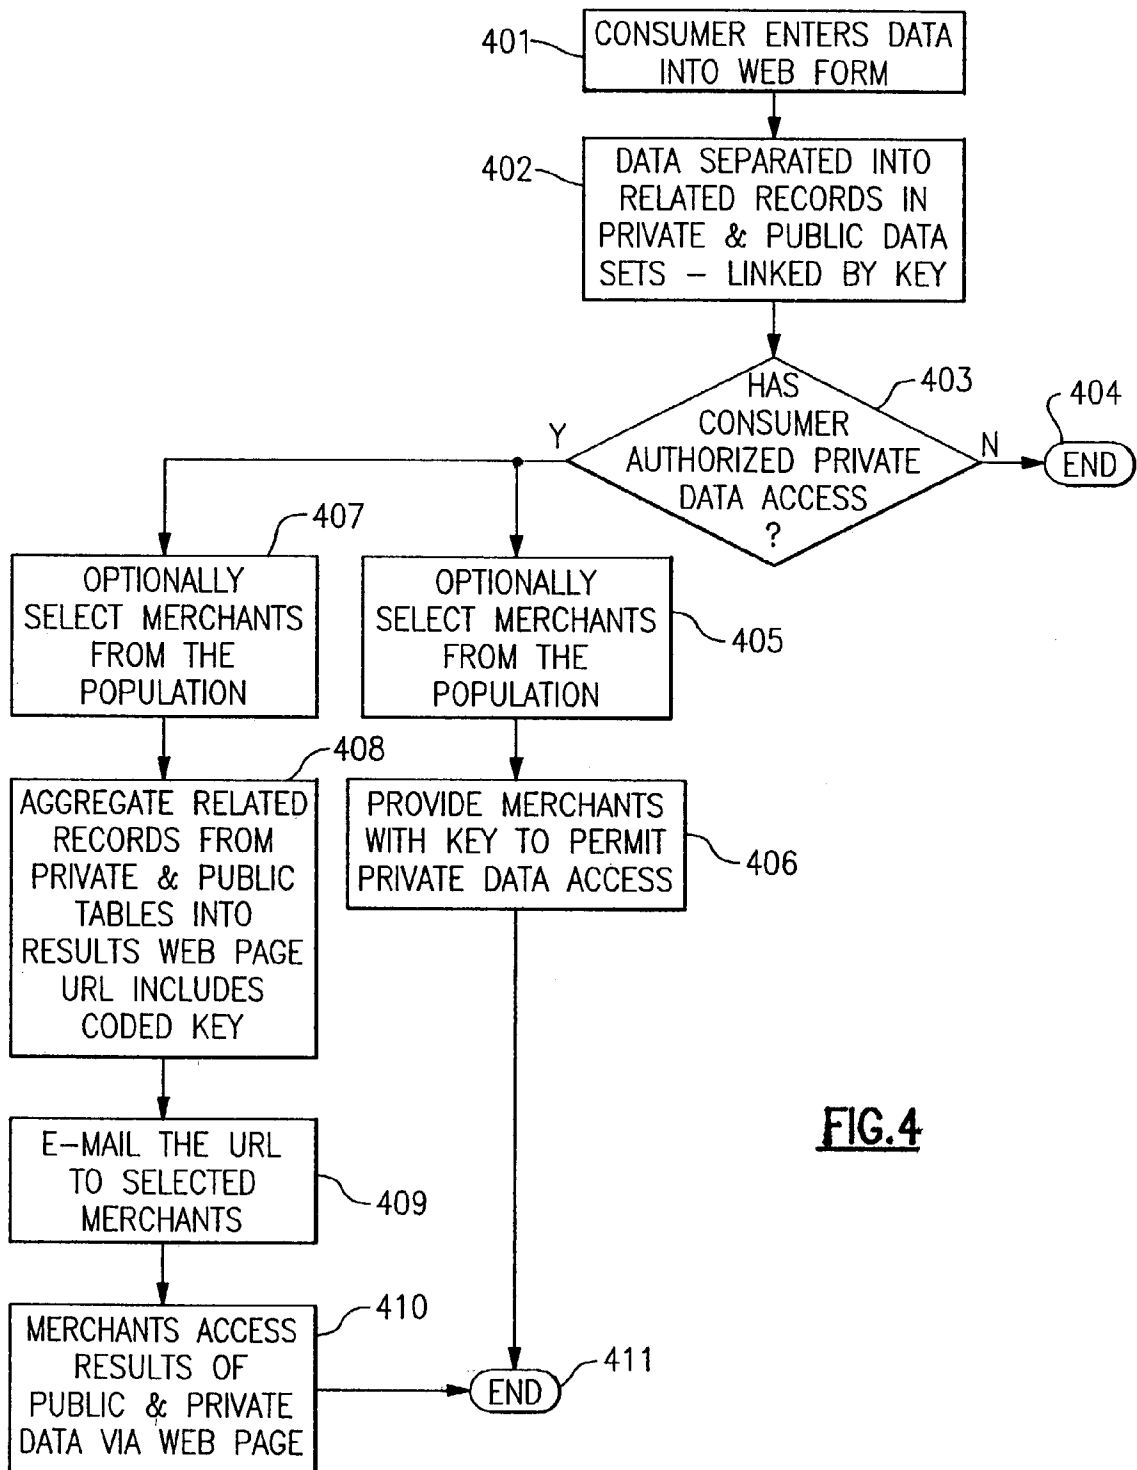 401
CONSUMER ENTERS DATA
INTO WEB FORM
402
DATA SEPARATED INTO
RELATED RECORDS IN
PRIVATE & PUBLIC DATA
SETS – LINKED BY KEY
403
HAS
CONSUMER
AUTHORIZED PRIVATE
DATA ACCESS
?
Y
N
404
END
407
OPTIONALLY
SELECT MERCHANTS
FROM THE
POPULATION
405
OPTIONALLY
SELECT MERCHANTS
FROM THE
POPULATION
408
AGGREGATE RELATED
RECORDS FROM
PRIVATE & PUBLIC
TABLES INTO
RESULTS WEB PAGE
URL INCLUDES
CODED KEY
406
PROVIDE MERCHANTS
WITH KEY TO PERMIT
PRIVATE DATA ACCESS
409
E–MAIL THE URL
TO SELECTED
MERCHANTS
410
MERCHANTS ACCESS
RESULTS OF
PUBLIC & PRIVATE
DATA VIA WEB PAGE
411
END
FIG.4